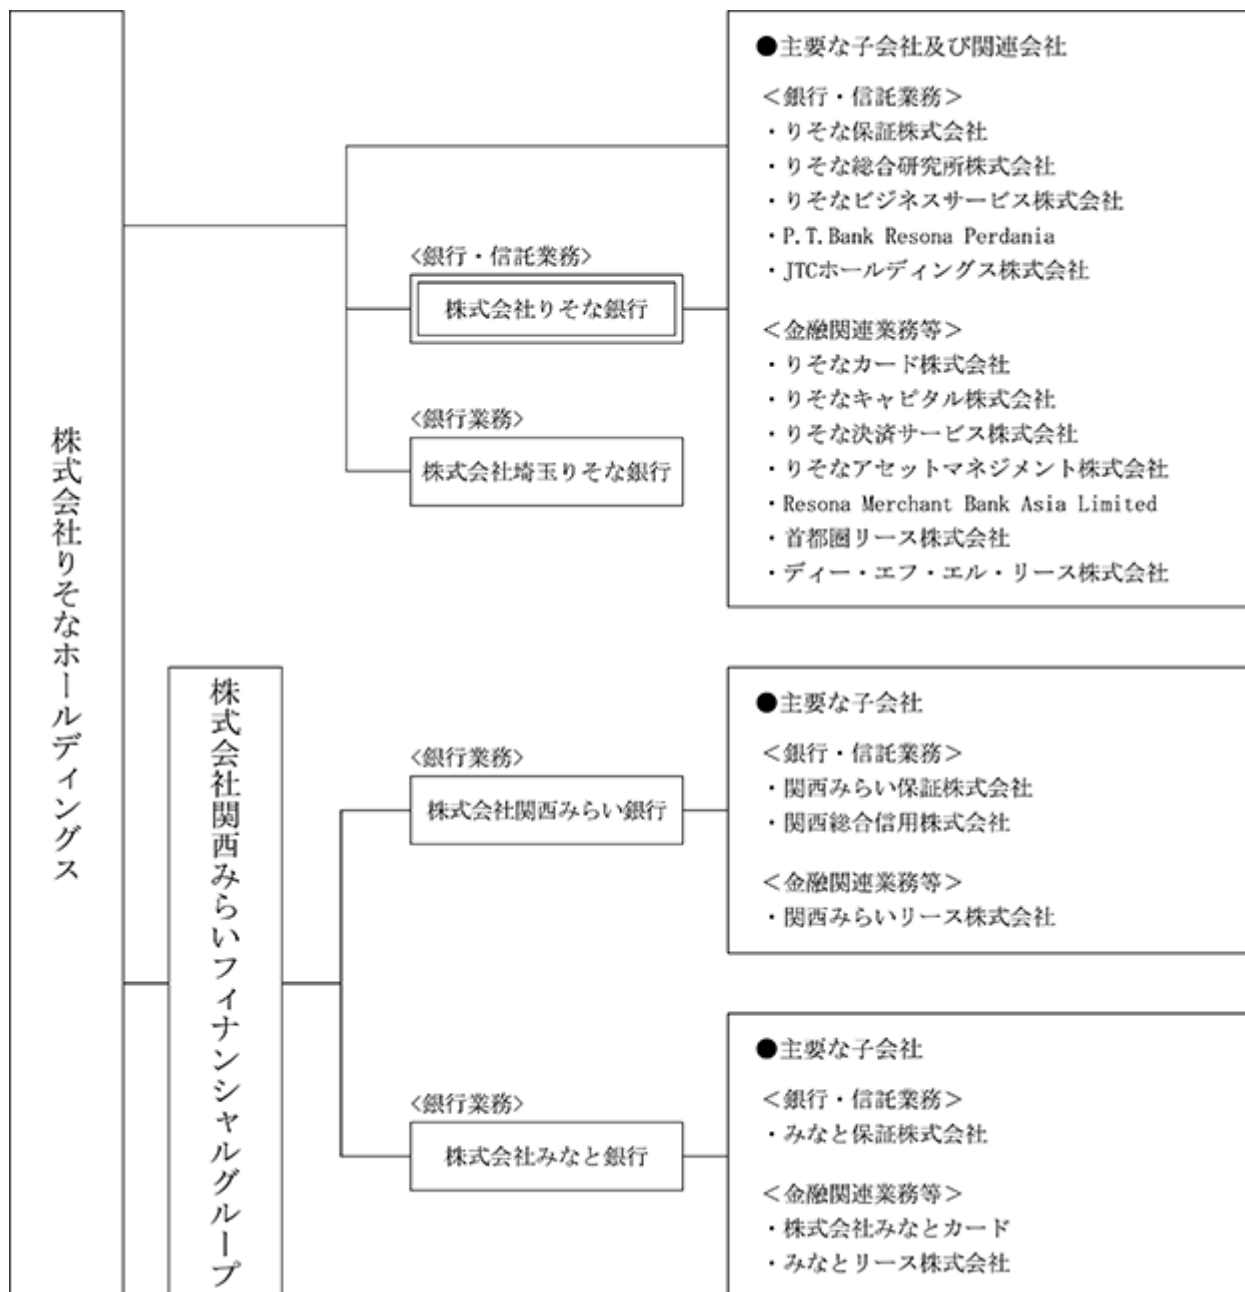 株式会社りそなホールディングス
●主要な子会社及び関連会社
＜銀行・信託業務＞
・りそな保証株式会社
・りそな総合研究所株式会社
・りそなビジネスサービス株式会社
・P.T.Bank Resona Perdania
・JTCホールディングス株式会社
＜金融関連業務等＞
・りそなカード株式会社
・りそなキャピタル株式会社
・りそな決済サービス株式会社
・りそなアセットマネジメント株式会社
・Resona Merchant Bank Asia Limited
・首都圏リース株式会社
・ディー・エフ・エル・リース株式会社
<銀行・信託業務>
株式会社りそな銀行
<銀行業務>
株式会社埼玉りそな銀行
株式会社関西みらいフィナンシャルグループ
<銀行業務>
株式会社関西みらい銀行
●主要な子会社
＜銀行・信託業務＞
・関西みらい保証株式会社
・関西総合信用株式会社
＜金融関連業務等＞
・関西みらいリース株式会社
<銀行業務>
株式会社みなと銀行
●主要な子会社
＜銀行・信託業務＞
・みなと保証株式会社
＜金融関連業務等＞
・株式会社みなとカード
・みなとリース株式会社